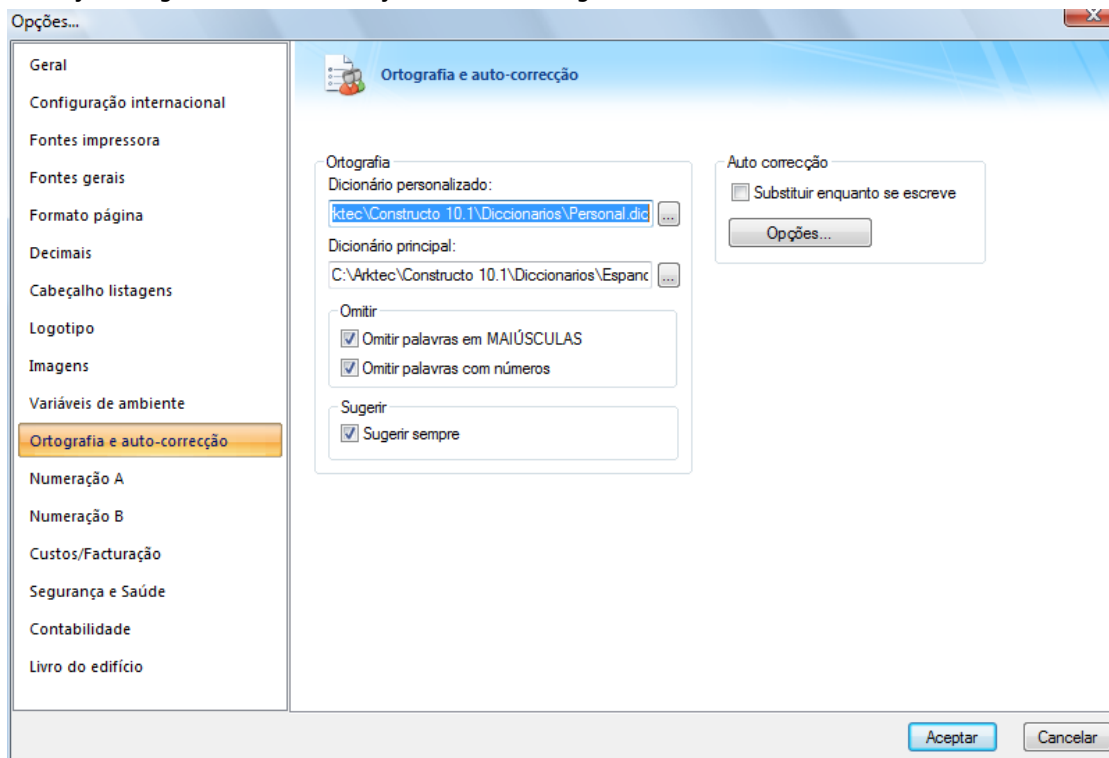 Opções...
Geral
Configuração internacional
Fontes impressora
Fontes gerais
Formato página
Decimais
Cabeçalho listagens
Logotipo
Imagens
Variáveis de ambiente
Ortografia e auto-correcção
Numeração A
Numeração B
Custos/Facturação
Segurança e Saúde
Contabilidade
Livro do edifício
Ortografia e auto-correcção
Ortografia
Dicionário personalizado:
ktec\Constructo 10.1\Diccionarios\Personal.dic
...
Dicionário principal:
C:\Arktec\Constructo 10.1\Diccionarios\Espanc
...
Omitir
Omitir palavras em MAIÚSCULAS
Omitir palavras com números
Sugerir
Sugerir sempre
Auto correcção
Substituir enquanto se escreve
Opções...
Aceptar
Cancelar